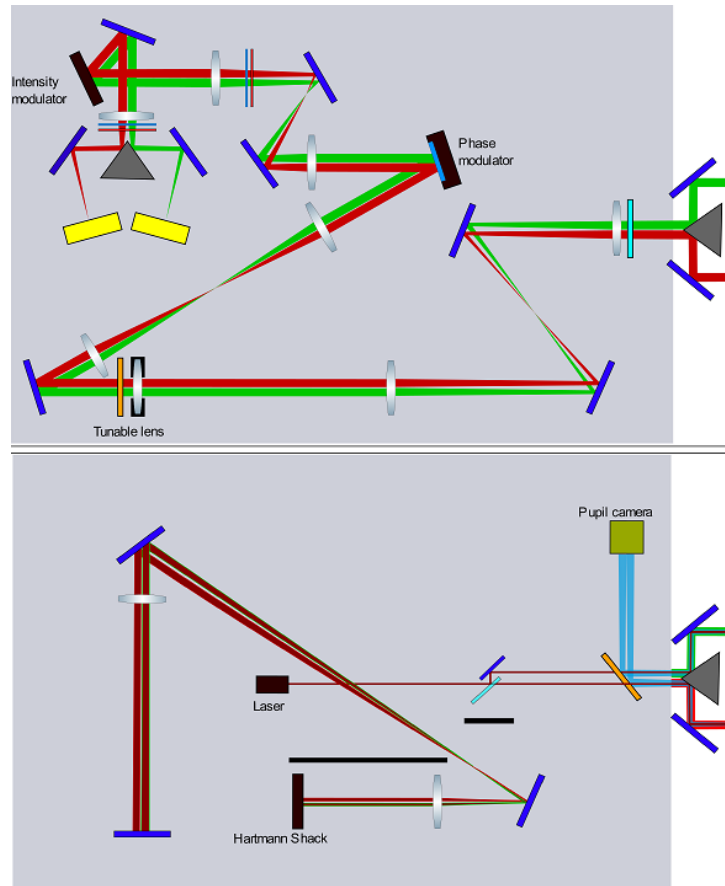 Intensity
modulator
Phase
modulator
Tunable lens
Pupil camera
Laser
Hartmann Shack